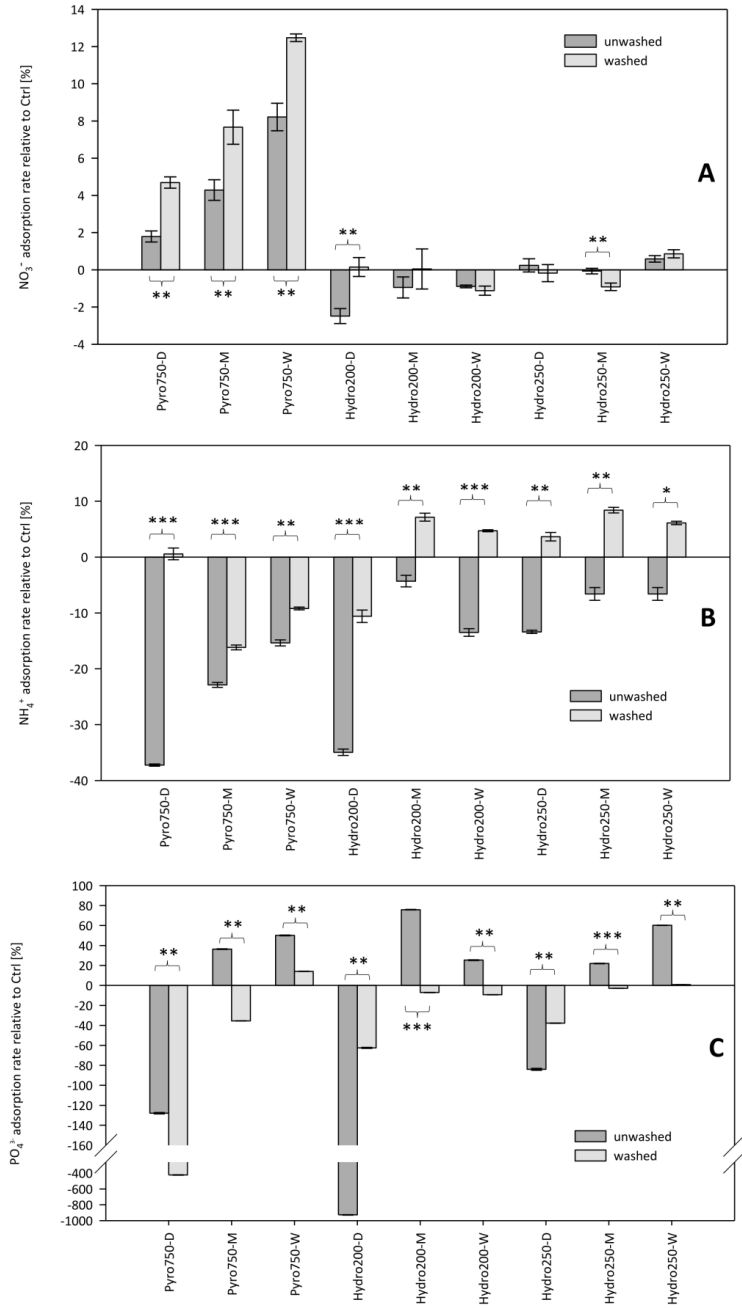 14
12
10
8
6
4
2
0
-2
-4
NO₃⁻ adsorption rate relative to Ctrl [%]
unwashed
washed
A
**
** ** ** **
Pyro750-D Pyro750-M Pyro750-W Hydro200-D Hydro200-M Hydro200-W Hydro250-D Hydro250-M Hydro250-W
20
10
0
-10
-20
-30
-40
NH₄⁺ adsorption rate relative to Ctrl [%]
*** *** ** *** ** *** ** ** *
B
unwashed
washed
Pyro750-D Pyro750-M Pyro750-W Hydro200-D Hydro200-M Hydro200-W Hydro250-D Hydro250-M Hydro250-W
100
80
60
40
20
0
-20
-40
-60
-80
-100
-120
-140
-160
-400
-600
-800
-1000
PO₄³⁻ adsorption rate relative to Ctrl [%]
** ** ** ** *** ** ** *** **
C
unwashed
washed
Pyro750-D Pyro750-M Pyro750-W Hydro200-D Hydro200-M Hydro200-W Hydro250-D Hydro250-M Hydro250-W